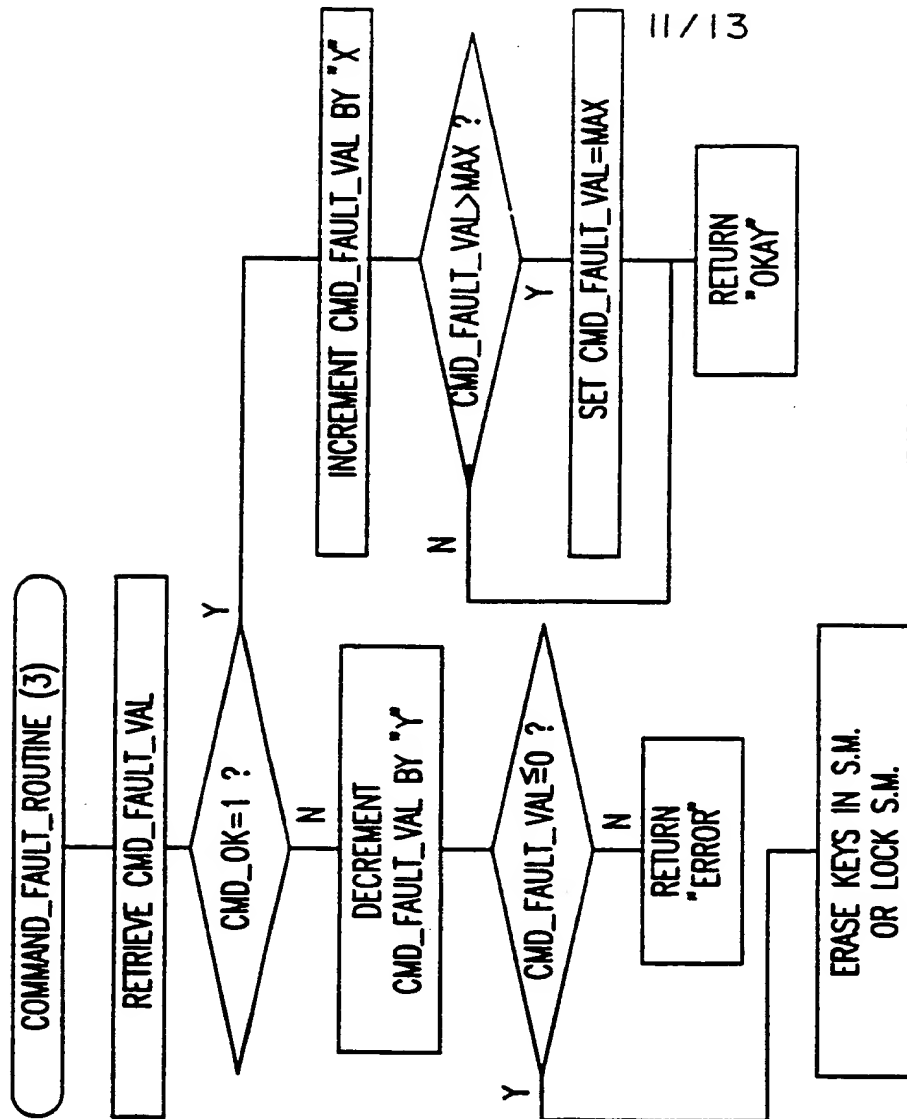 11/13
COMMAND_FAULT_ROUTINE (3)
RETRIEVE CMD_FAULT_VAL
CMD_OK=1 ?
Y
N
DECREMENT
CMD_FAULT_VAL BY "Y"
CMD_FAULT_VAL≦0 ?
Y
N
RETURN
"ERROR"
ERASE KEYS IN S.M.
OR LOCK S.M.
INCREMENT CMD_FAULT_VAL BY "X"
CMD_FAULT_VAL>MAX ?
N
Y
SET CMD_FAULT_VAL=MAX
RETURN
"OKAY"